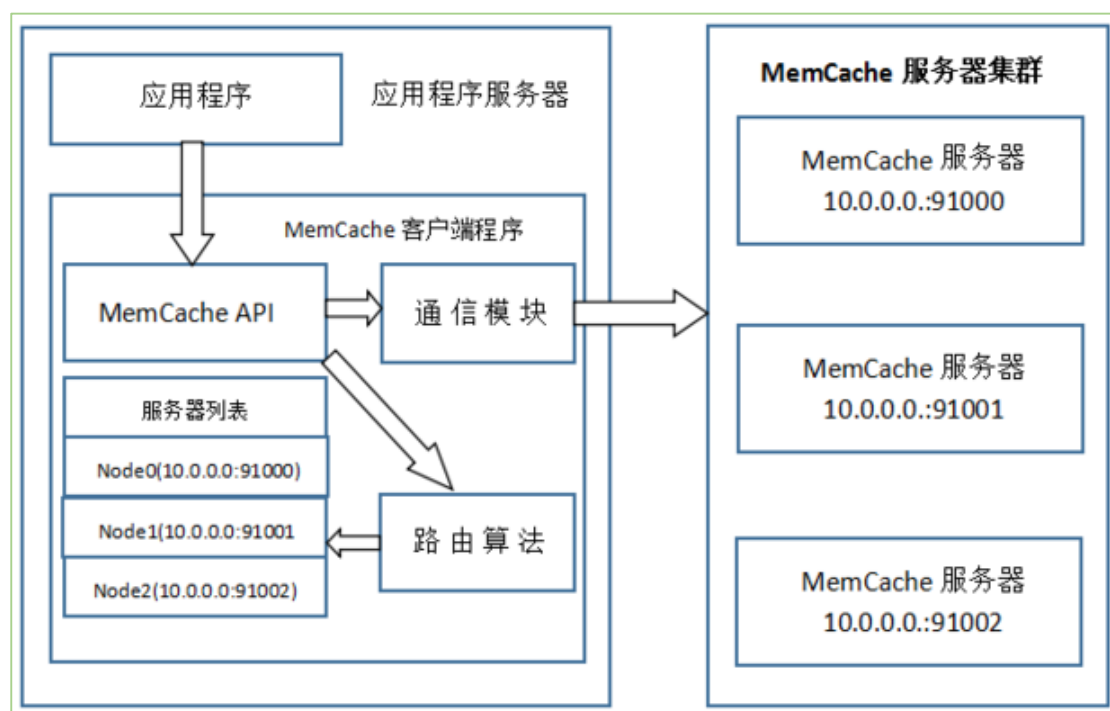 应用程序
应用程序服务器
MemCache 客户端程序
MemCache API
通信模块
服务器列表
Node0(10.0.0.0:91000)
Node1(10.0.0.0:91001
Node2(10.0.0.0:91002)
路由算法
MemCache 服务器集群
MemCache 服务器
10.0.0.0.:91000
MemCache 服务器
10.0.0.0.:91001
MemCache 服务器
10.0.0.0.:91002